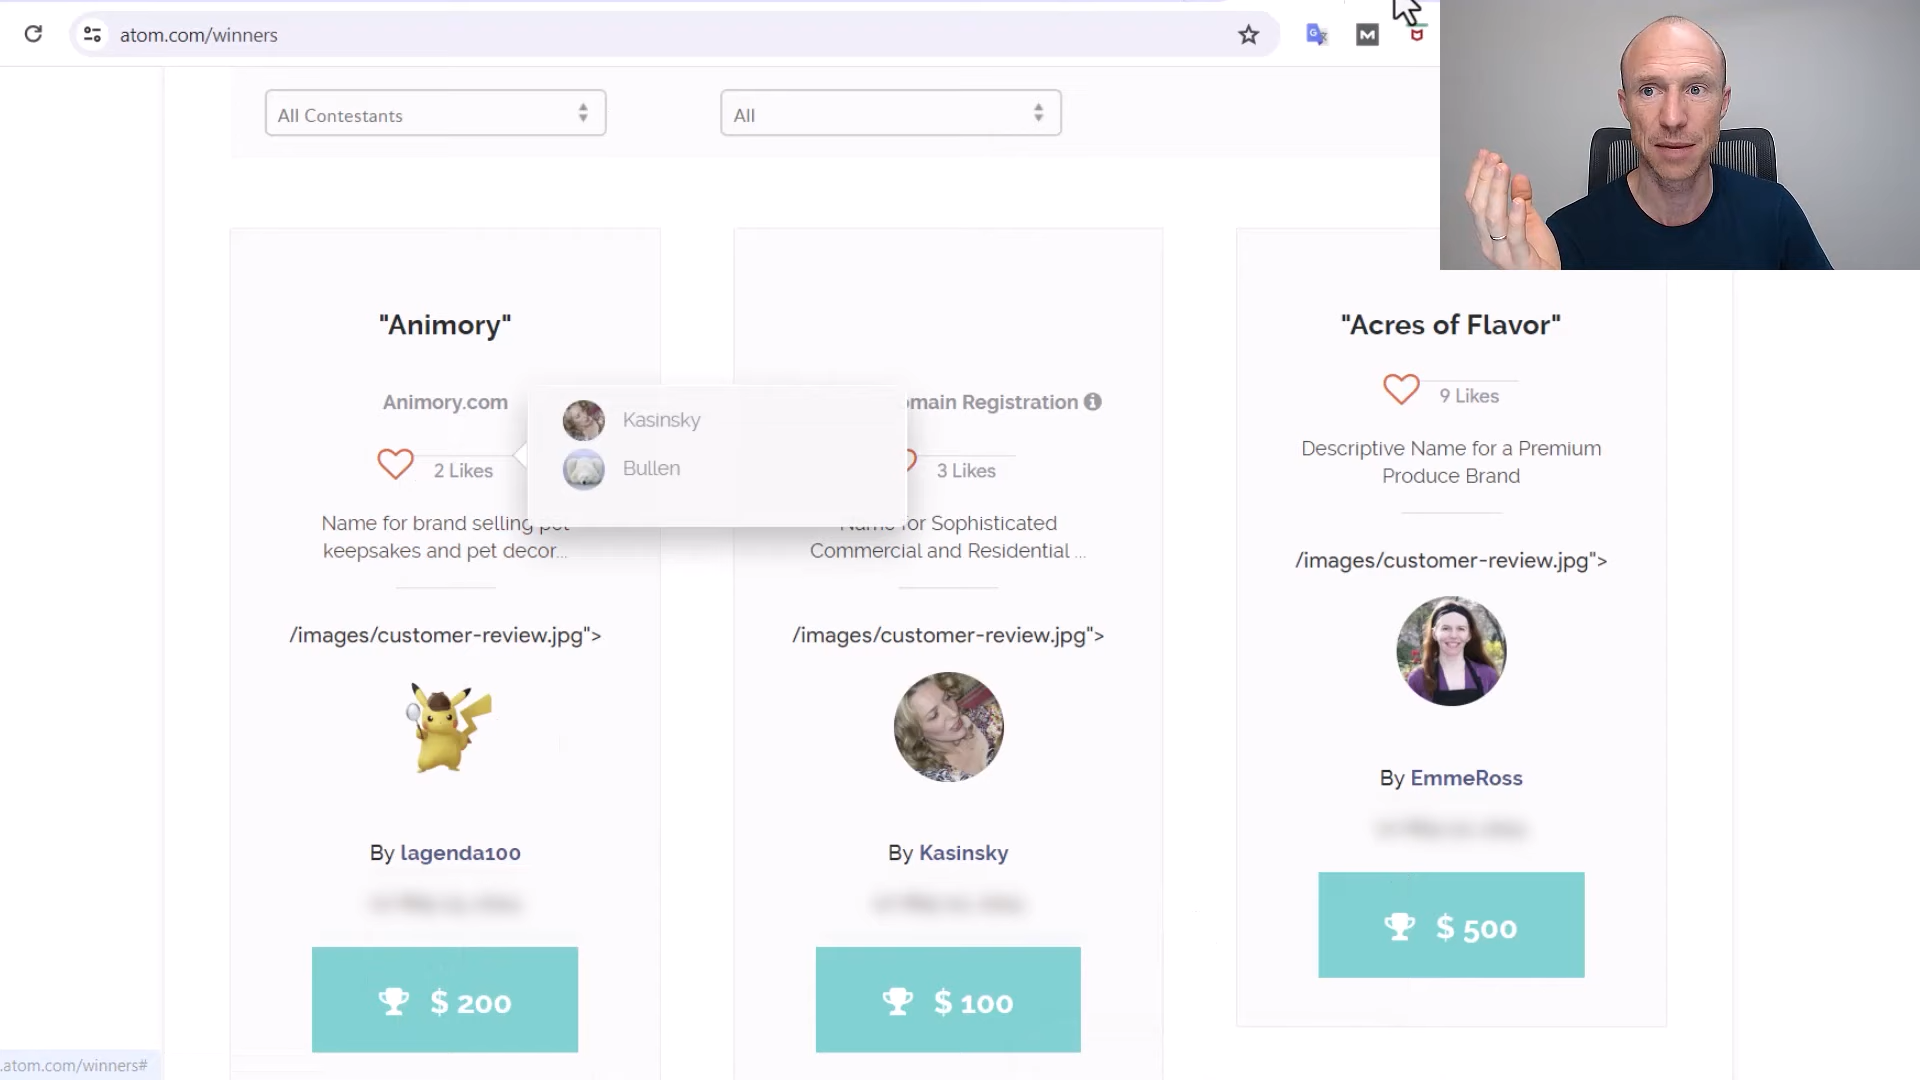 atom.com/winners
All Contestants
All
"Animory"
Animory.com
2 Likes
Kasinsky
Bullen
Name for brand selling pet
keepsakes and pet decor...
/images/customer-review.jpg">
By lagenda100
$ 200
main Registration
3 Likes
Name for Sophisticated
Commercial and Residential ...
/images/customer-review.jpg">
By Kasinsky
$ 100
"Acres of Flavor"
9 Likes
Descriptive Name for a Premium
Produce Brand
/images/customer-review.jpg">
By EmmeRoss
$ 500
.atom.com/winners#